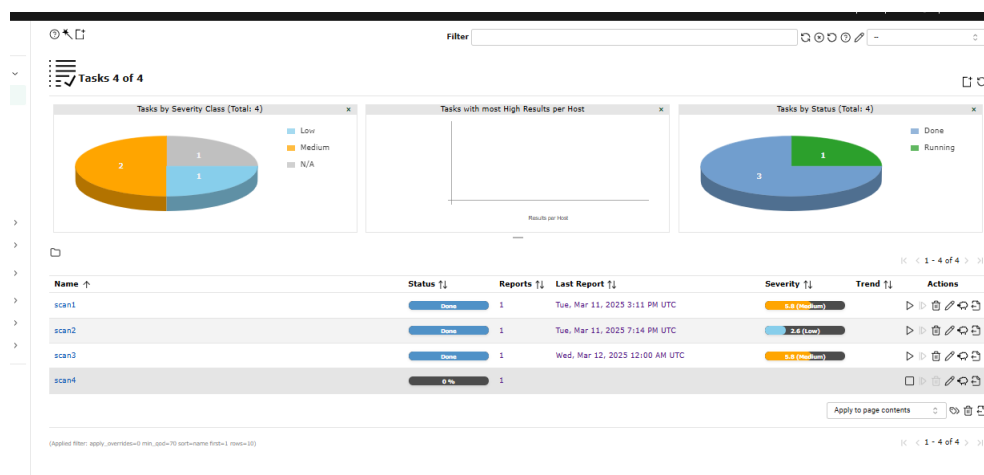 Filter
–
Tasks 4 of 4
Tasks by Severity Class (Total: 4) ×
2
1
1
Low
Medium
N/A
Tasks with most High Results per Host ×
Results per Host
Tasks by Status (Total: 4) ×
3
1
Done
Running
1 - 4 of 4
Name Status Reports Last Report Severity Trend Actions
scan1 Done 1 Tue, Mar 11, 2025 3:11 PM UTC 5.0 (Medium)
scan2 Done 1 Tue, Mar 11, 2025 7:14 PM UTC 2.6 (Low)
scan3 Done 1 Wed, Mar 12, 2025 12:00 AM UTC 5.0 (Medium)
scan4 0 % 1
Apply to page contents
(Applied filter: apply_overrides=0 min_qod=70 sort=name first=1 rows=10)
1 - 4 of 4